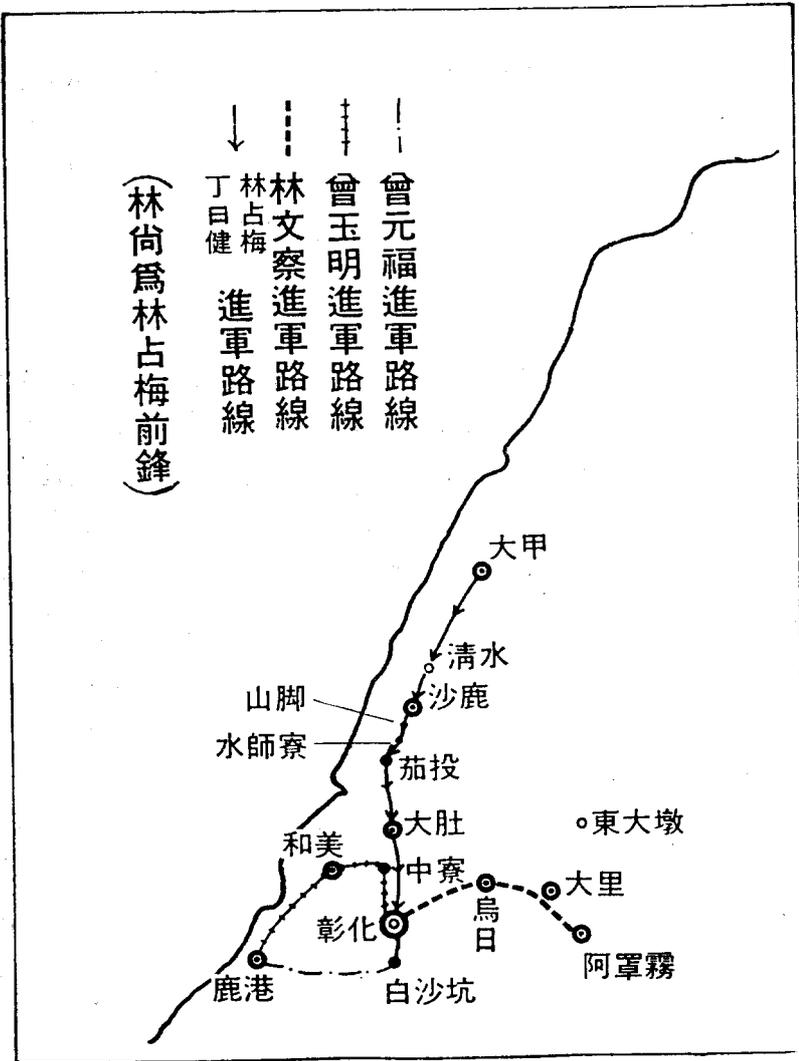 曾元福進軍路線
曾玉明進軍路線
林文察進軍路線
林占梅
丁曰健
進軍路線
(林尚爲林占梅前鋒)
大甲
清水
沙鹿
山脚
水師寮
茄投
大肚
東大墩
和美
中寮
大里
烏日
彰化
阿罩霧
鹿港
白沙坑